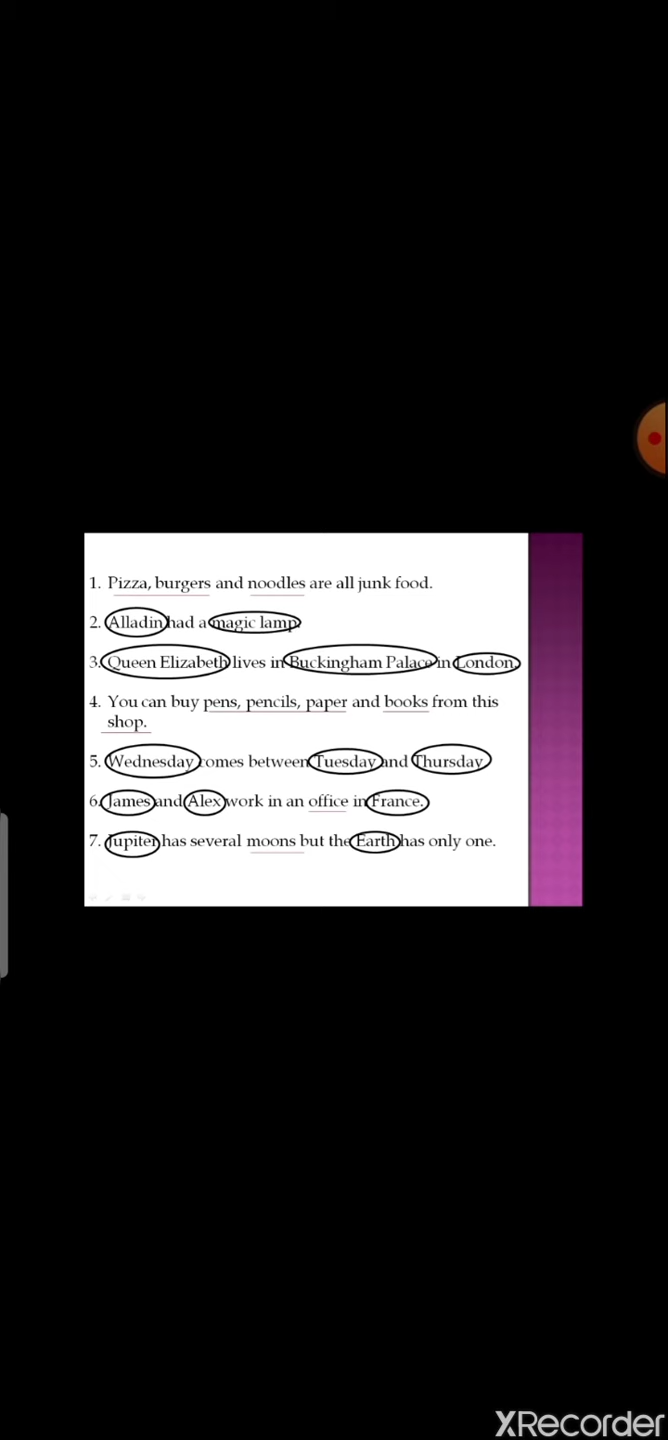 1. Pizza, burgers and noodles are all junk food.
2. Alladin had a magic lamp.
3. Queen Elizabeth lives in Buckingham Palace in London.
4. You can buy pens, pencils, paper and books from this
shop.
5. Wednesday comes between Tuesday and Thursday.
6. James and Alex work in an office in France.
7. Jupiter has several moons but the Earth has only one.
XRecorder